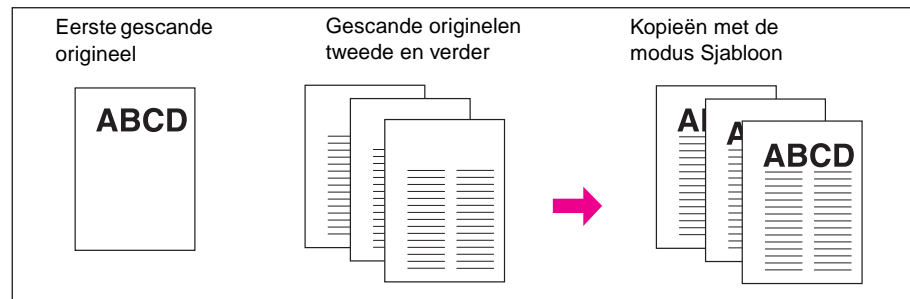 Eerste gescande
origineel
Gescande originelen
tweede en verder
Kopieën met de
modus Sjabloon
ABCD
A
A
ABCD